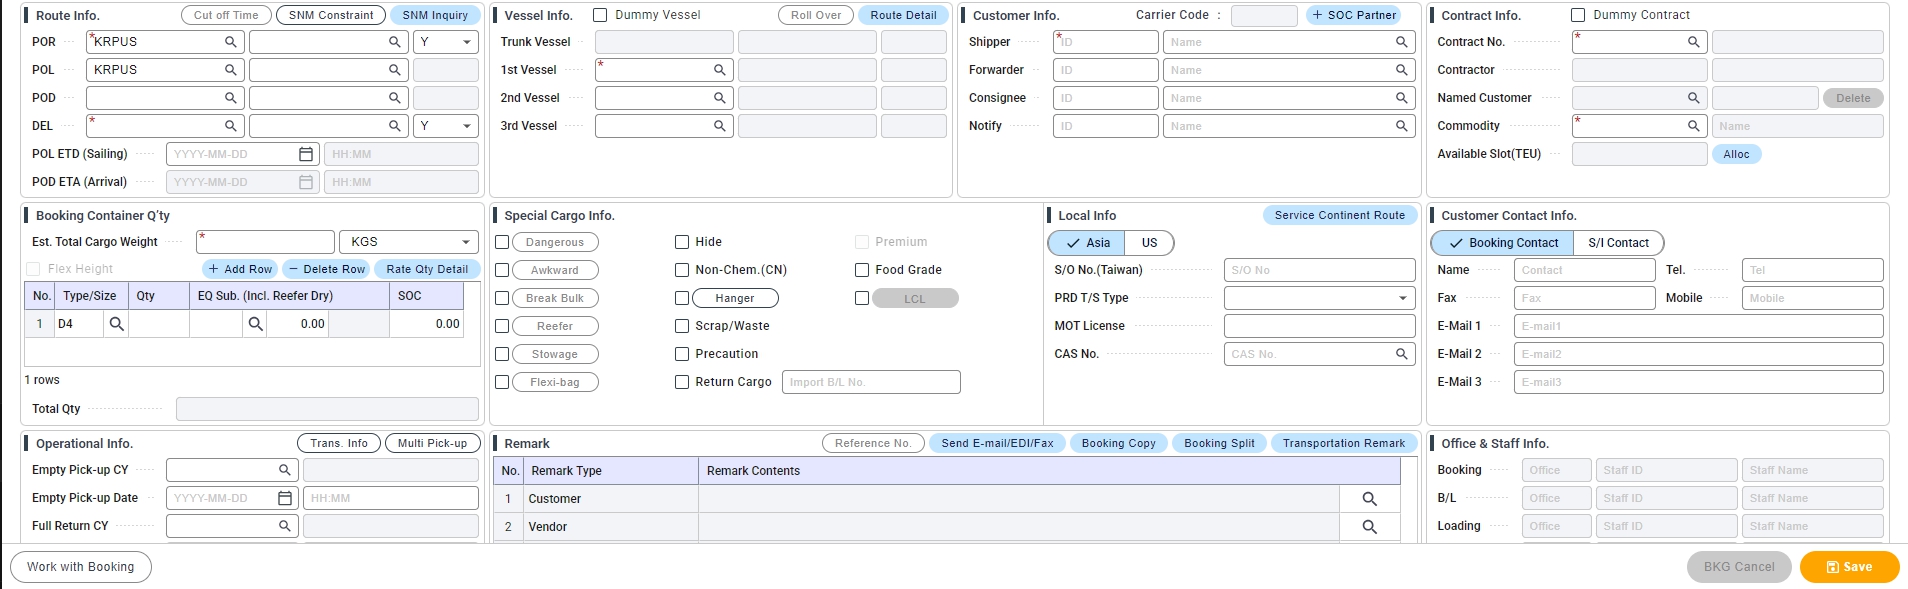 Route Info. Cut off Time SNM Constraint SNM Inquiry
POR *KRPUS Y
POL KRPUS
POD
DEL * Y
POL ETD (Sailing) YYYY-MM-DD HH:MM
POD ETA (Arrival) YYYY-MM-DD HH:MM
Vessel Info. Dummy Vessel Roll Over Route Detail
Trunk Vessel
1st Vessel *
2nd Vessel
3rd Vessel
Customer Info. Carrier Code : + SOC Partner
Shipper *ID Name
Forwarder ID Name
Consignee ID Name
Notify ID Name
Contract Info. Dummy Contract
Contract No. *
Contractor
Named Customer Delete
Commodity * Name
Available Slot(TEU) Alloc
Booking Container Q'ty
Est. Total Cargo Weight * KGS
Flex Height + Add Row − Delete Row Rate Qty Detail
No. Type/Size Qty EQ Sub. (Incl. Reefer Dry) SOC
1 D4 0.00 0.00
1 rows
Total Qty
Special Cargo Info.
Dangerous Hide Premium
Awkward Non-Chem.(CN) Food Grade
Break Bulk Hanger LCL
Reefer Scrap/Waste
Stowage Precaution
Flexi-bag Return Cargo Import B/L No.
Local Info Service Continent Route
Asia US
S/O No.(Taiwan) S/O No
PRD T/S Type
MOT License
CAS No. CAS No.
Customer Contact Info.
Booking Contact S/I Contact
Name Contact Tel. Tel
Fax Fax Mobile Mobile
E-Mail 1 E-mail1
E-Mail 2 E-mail2
E-Mail 3 E-mail3
Operational Info. Trans. Info Multi Pick-up
Empty Pick-up CY
Empty Pick-up Date YYYY-MM-DD HH:MM
Full Return CY
Remark Reference No. Send E-mail/EDI/Fax Booking Copy Booking Split Transportation Remark
No. Remark Type Remark Contents
1 Customer
2 Vendor
Office & Staff Info.
Booking Office Staff ID Staff Name
B/L Office Staff ID Staff Name
Loading Office Staff ID Staff Name
Work with Booking BKG Cancel Save